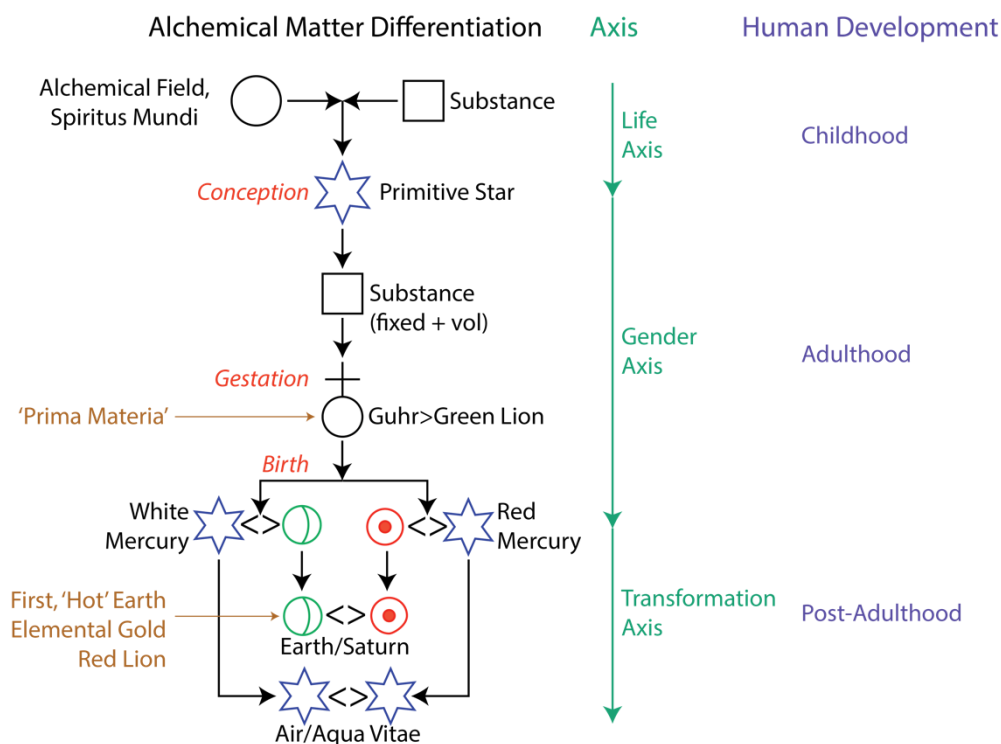 Alchemical Matter Differentiation
Axis
Human Development
Alchemical Field,
Spiritus Mundi
Substance
Life
Axis
Childhood
Conception
Primitive Star
Substance
(fixed + vol)
Gender
Axis
Adulthood
Gestation
'Prima Materia'
Guhr>Green Lion
Birth
White
Mercury
<>
<>
Red
Mercury
First, 'Hot' Earth
Elemental Gold
Red Lion
<>
Earth/Saturn
Transformation
Axis
Post-Adulthood
<>
Air/Aqua Vitae